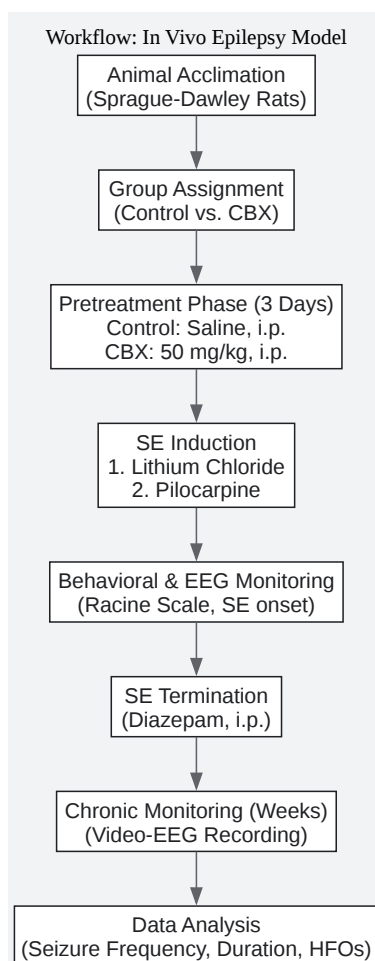 Workflow: In Vivo Epilepsy Model
Animal Acclimation
(Sprague-Dawley Rats)
Group Assignment
(Control vs. CBX)
Pretreatment Phase (3 Days)
Control: Saline, i.p.
CBX: 50 mg/kg, i.p.
SE Induction
1. Lithium Chloride
2. Pilocarpine
Behavioral & EEG Monitoring
(Racine Scale, SE onset)
SE Termination
(Diazepam, i.p.)
Chronic Monitoring (Weeks)
(Video-EEG Recording)
Data Analysis
(Seizure Frequency, Duration, HFOs)